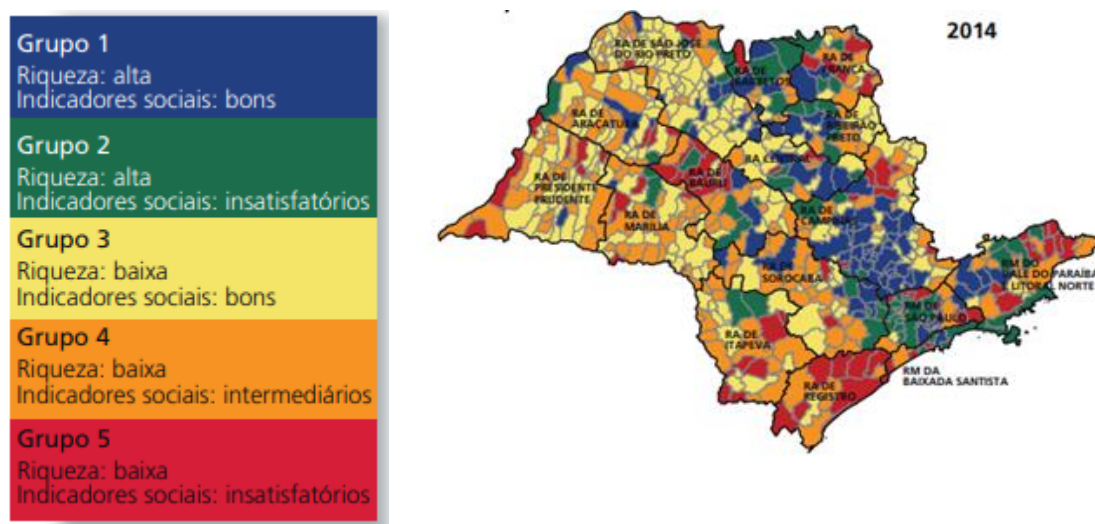 Grupo 1
Riqueza: alta
Indicadores sociais: bons
Grupo 2
Riqueza: alta
Indicadores sociais: insatisfatórios
Grupo 3
Riqueza: baixa
Indicadores sociais: bons
Grupo 4
Riqueza: baixa
Indicadores sociais: intermediários
Grupo 5
Riqueza: baixa
Indicadores sociais: insatisfatórios
2014
RA DE SÃO JOSÉ
DO RIO PRETO
RA DE
BARRETOS
RA DE
FRANCA
RA DE
ARAÇATUBA
RA DE
RIBEIRÃO
PRETO
RA CENTRAL
RA DE
BAURU
RA DE
PRESIDENTE
PRUDENTE
RA DE
MARÍLIA
RA DE
CAMPINAS
RA DE
SOROCABA
RM DO
VALE DO PARAÍBA
E LITORAL NORTE
RM DE
SÃO PAULO
RA DE
ITAPEVA
RM DA
BAIXADA SANTISTA
RA DE
REGISTRO